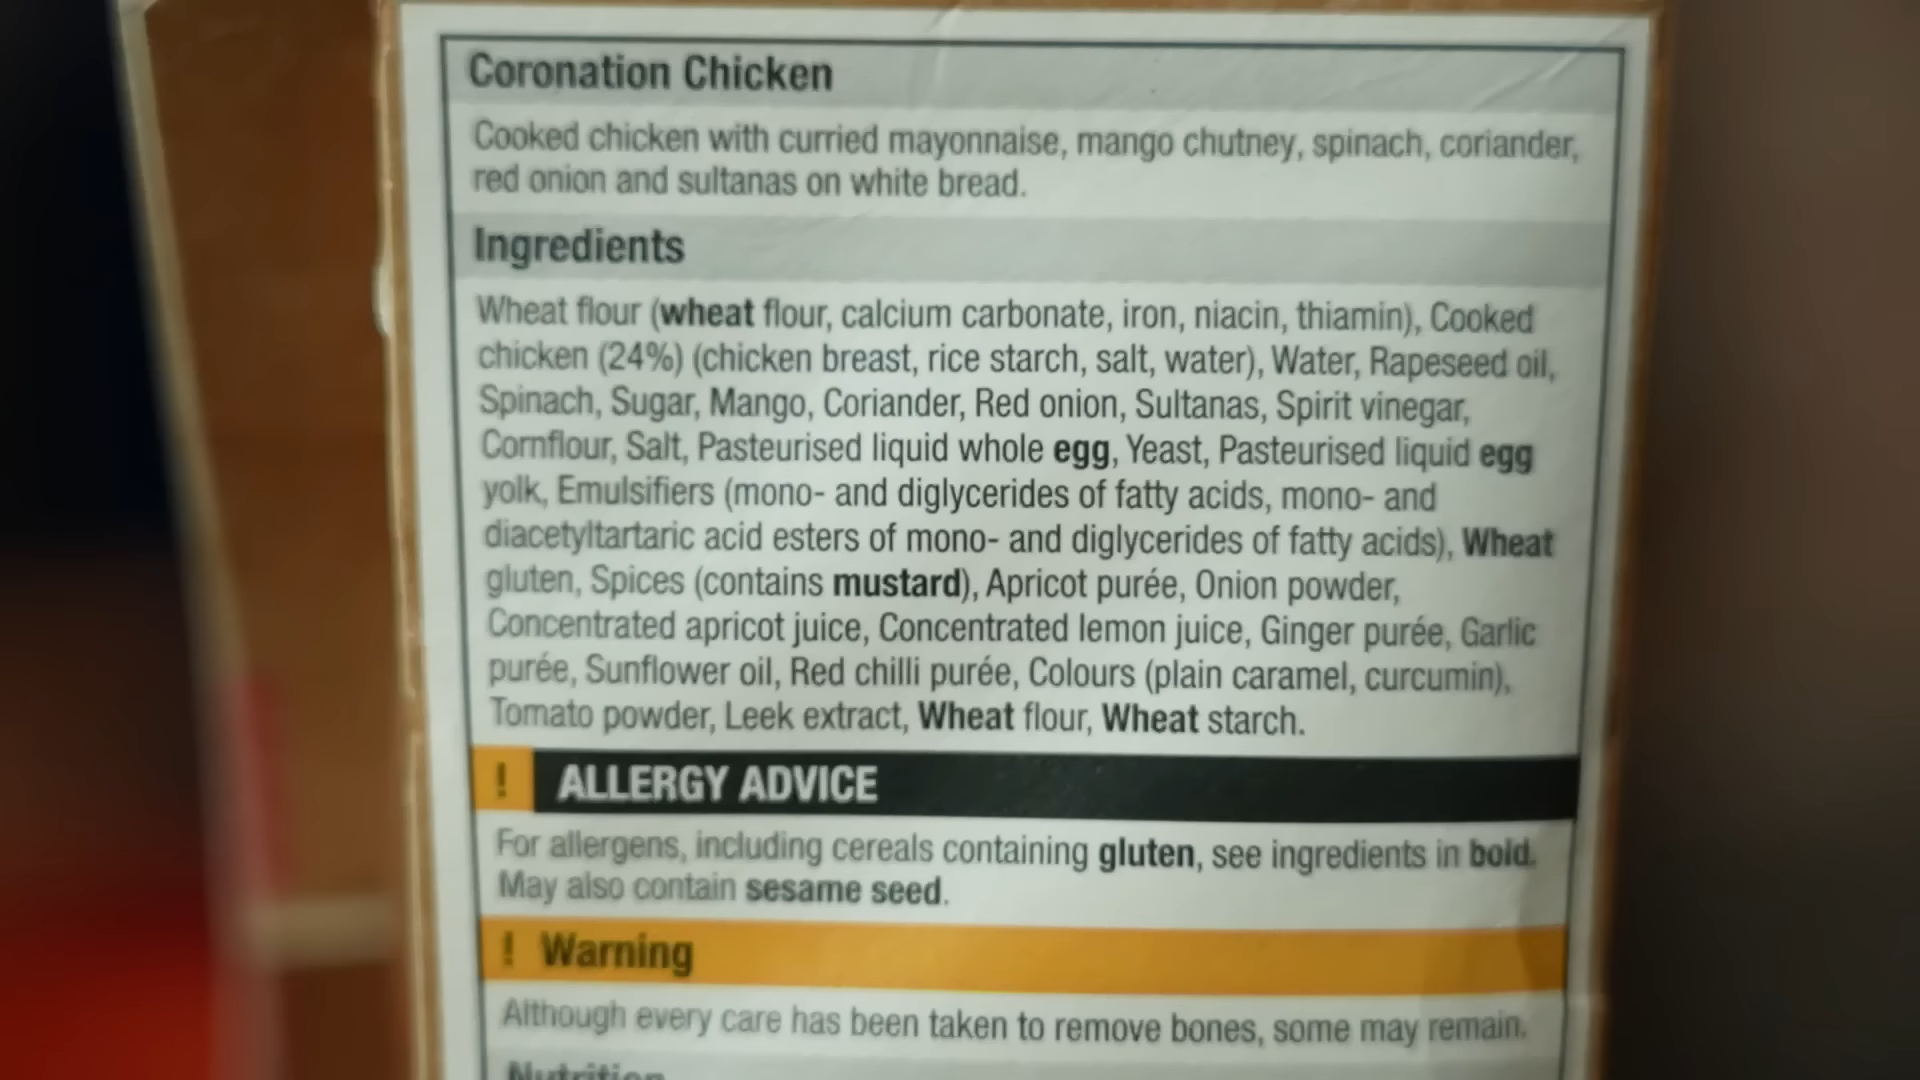 Coronation Chicken
Cooked chicken with curried mayonnaise, mango chutney, spinach, coriander,
red onion and sultanas on white bread.
Ingredients
Wheat flour (wheat flour, calcium carbonate, iron, niacin, thiamin), Cooked
chicken (24%) (chicken breast, rice starch, salt, water), Water, Rapeseed oil,
Spinach, Sugar, Mango, Coriander, Red onion, Sultanas, Spirit vinegar,
Cornflour, Salt, Pasteurised liquid whole egg, Yeast, Pasteurised liquid egg
yolk, Emulsifiers (mono- and diglycerides of fatty acids, mono- and
diacetyltartaric acid esters of mono- and diglycerides of fatty acids), Wheat
gluten, Spices (contains mustard), Apricot purée, Onion powder,
Concentrated apricot juice, Concentrated lemon juice, Ginger purée, Garlic
purée, Sunflower oil, Red chilli purée, Colours (plain caramel, curcumin),
Tomato powder, Leek extract, Wheat flour, Wheat starch.
! ALLERGY ADVICE
For allergens, including cereals containing gluten, see ingredients in bold.
May also contain sesame seed.
! Warning
Although every care has been taken to remove bones, some may remain.
Nutrition